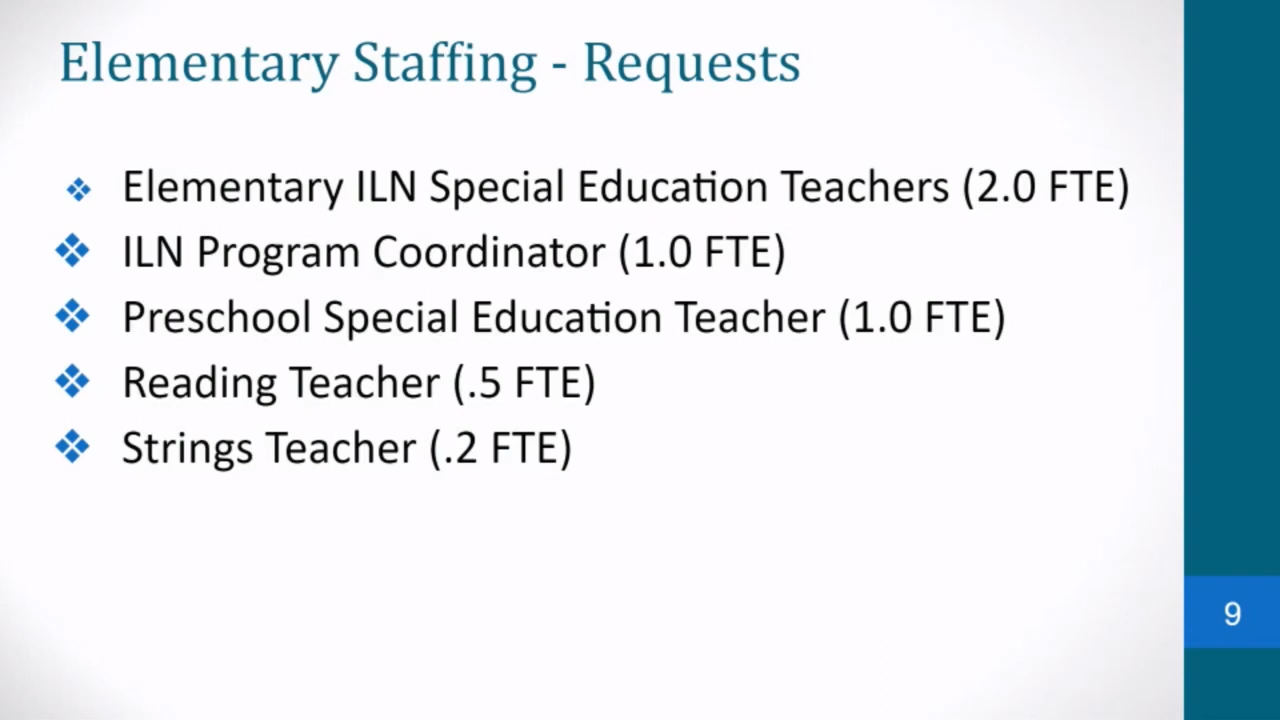 Elementary Staffing - Requests
Elementary ILN Special Education Teachers (2.0 FTE)
ILN Program Coordinator (1.0 FTE)
Preschool Special Education Teacher (1.0 FTE)
Reading Teacher (.5 FTE)
Strings Teacher (.2 FTE)
9